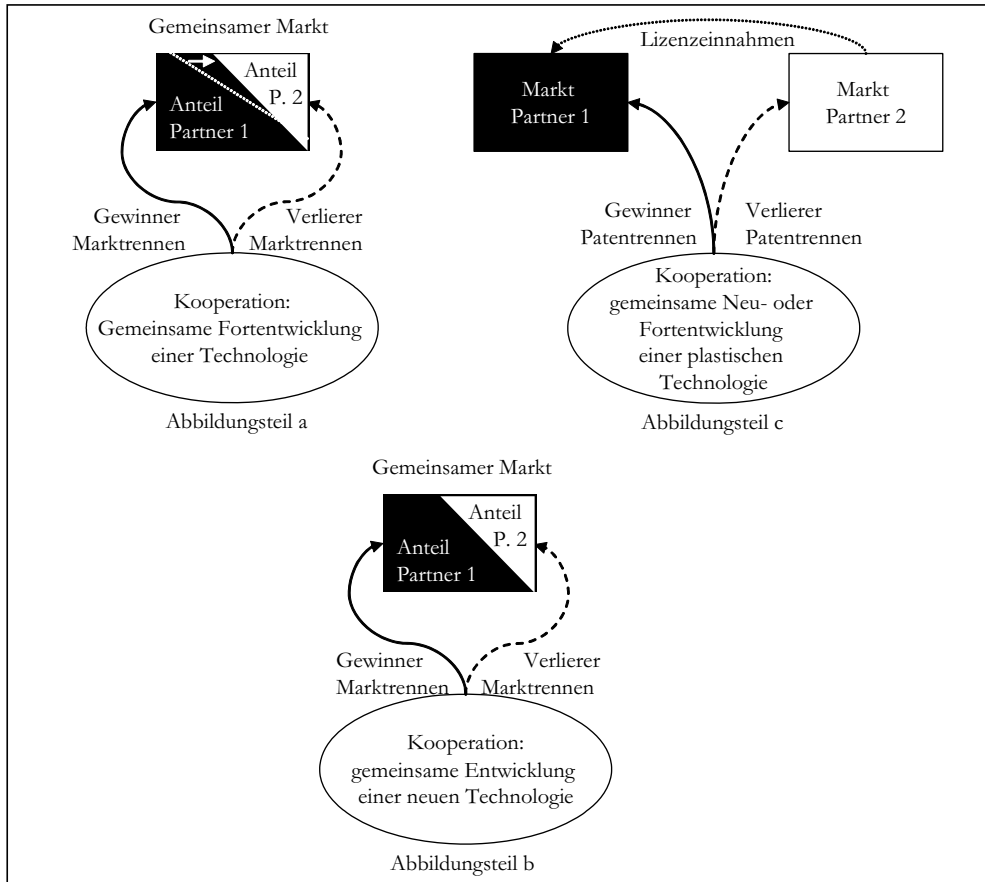 Gemeinsamer Markt
Anteil
P. 2
Anteil
Partner 1
Gewinner
Marktrennen
Verlierer
Marktrennen
Kooperation:
Gemeinsame Fortentwicklung
einer Technologie
Abbildungsteil a
Lizenzeinnahmen
Markt
Partner 1
Markt
Partner 2
Gewinner
Patentrennen
Verlierer
Patentrennen
Kooperation:
gemeinsame Neu- oder
Fortentwicklung
einer plastischen
Technologie
Abbildungsteil c
Gemeinsamer Markt
Anteil
P. 2
Anteil
Partner 1
Gewinner
Marktrennen
Verlierer
Marktrennen
Kooperation:
gemeinsame Entwicklung
einer neuen Technologie
Abbildungsteil b